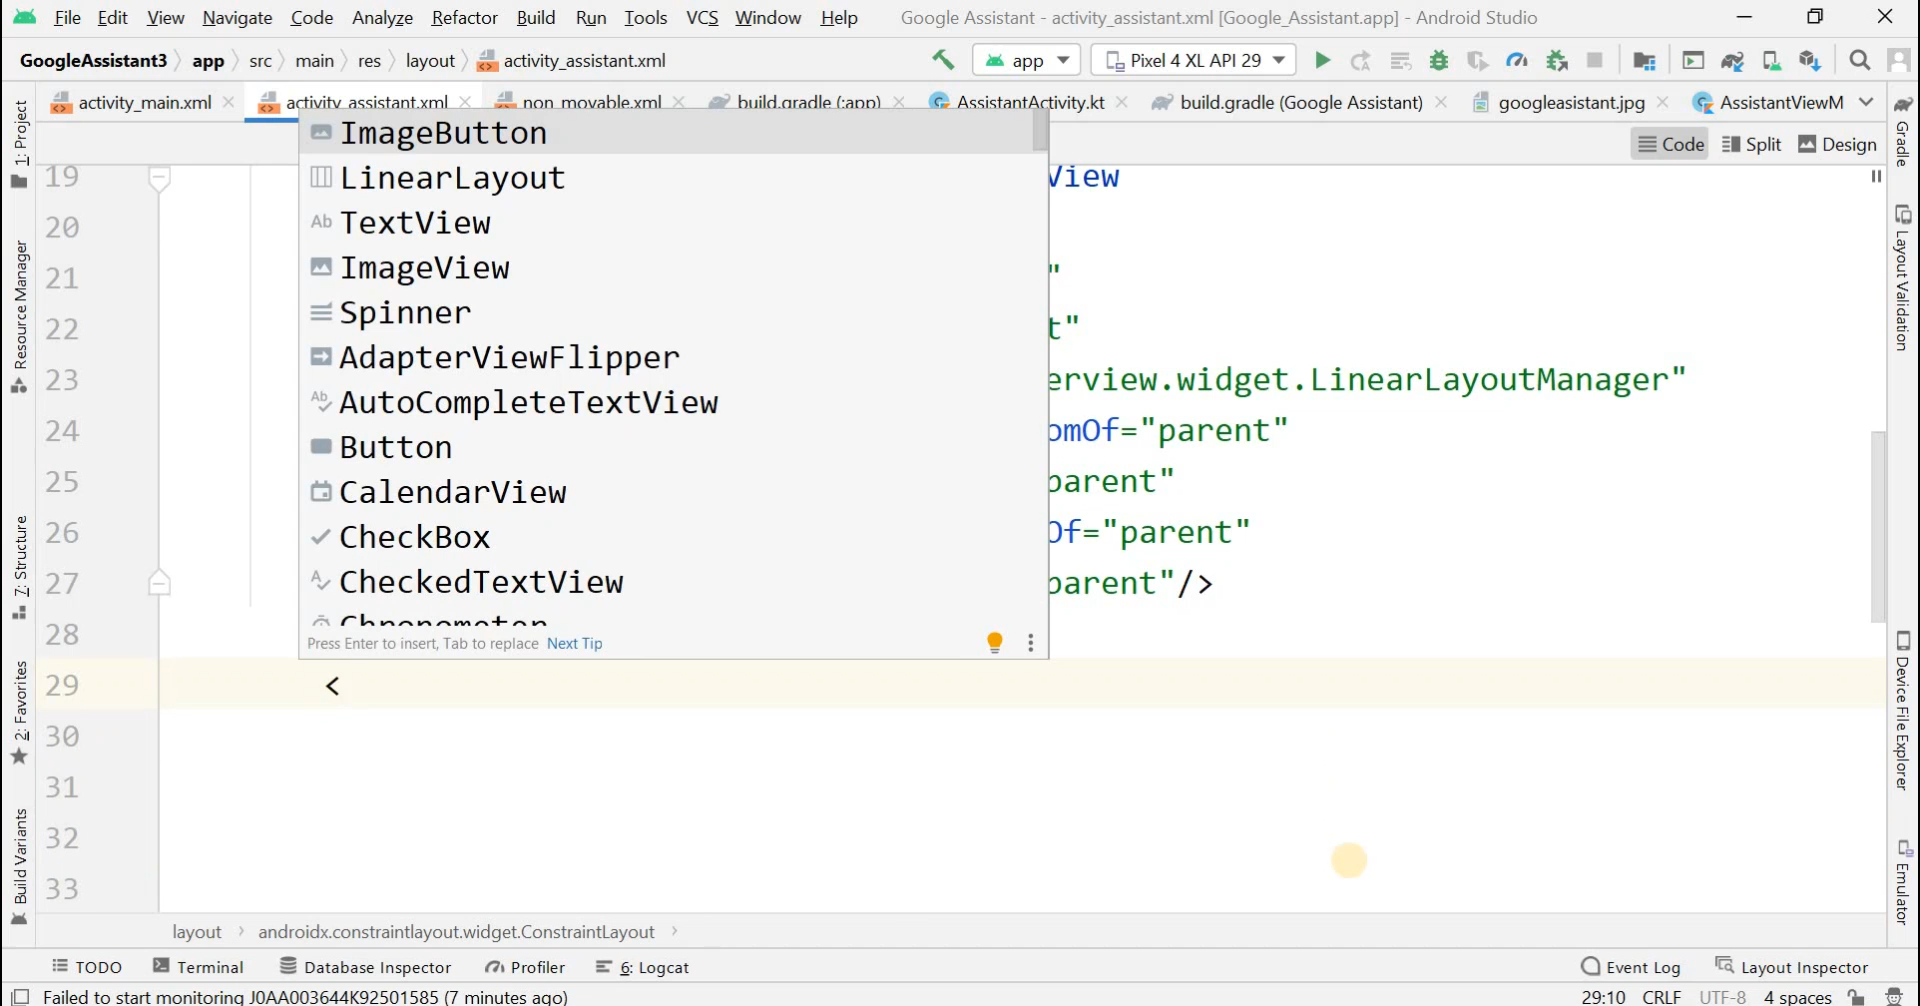 File Edit View Navigate Code Analyze Refactor Build Run Tools VCS Window Help Google Assistant - activity_assistant.xml [Google_Assistant.app] - Android Studio
GoogleAssistant3 app src main res layout activity_assistant.xml app Pixel 4 XL API 29
activity_main.xml activity_assistant.xml non_movable.xml build.gradle (:app) AssistantActivity.kt build.gradle (Google Assistant) googleasistant.jpg AssistantViewM
Code Split Design
1: Project
Resource Manager
7: Structure
2: Favorites
Build Variants
ImageButton
LinearLayout
TextView
ImageView
Spinner
AdapterViewFlipper
AutoCompleteTextView
Button
CalendarView
CheckBox
CheckedTextView
Chronometer
Press Enter to insert, Tab to replace Next Tip
19 View
20
21 "
22 t"
23 erview.widget.LinearLayoutManager"
24 omOf="parent"
25 parent"
26 Of="parent"
27 parent"/>
28
29 <
30
31
32
33
Gradle
Layout Validation
Device File Explorer
Emulator
layout androidx.constraintlayout.widget.ConstraintLayout
TODO Terminal Database Inspector Profiler 6: Logcat Event Log Layout Inspector
Failed to start monitoring J0AA003644K92501585 (7 minutes ago) 29:10 CRLF UTF-8 4 spaces